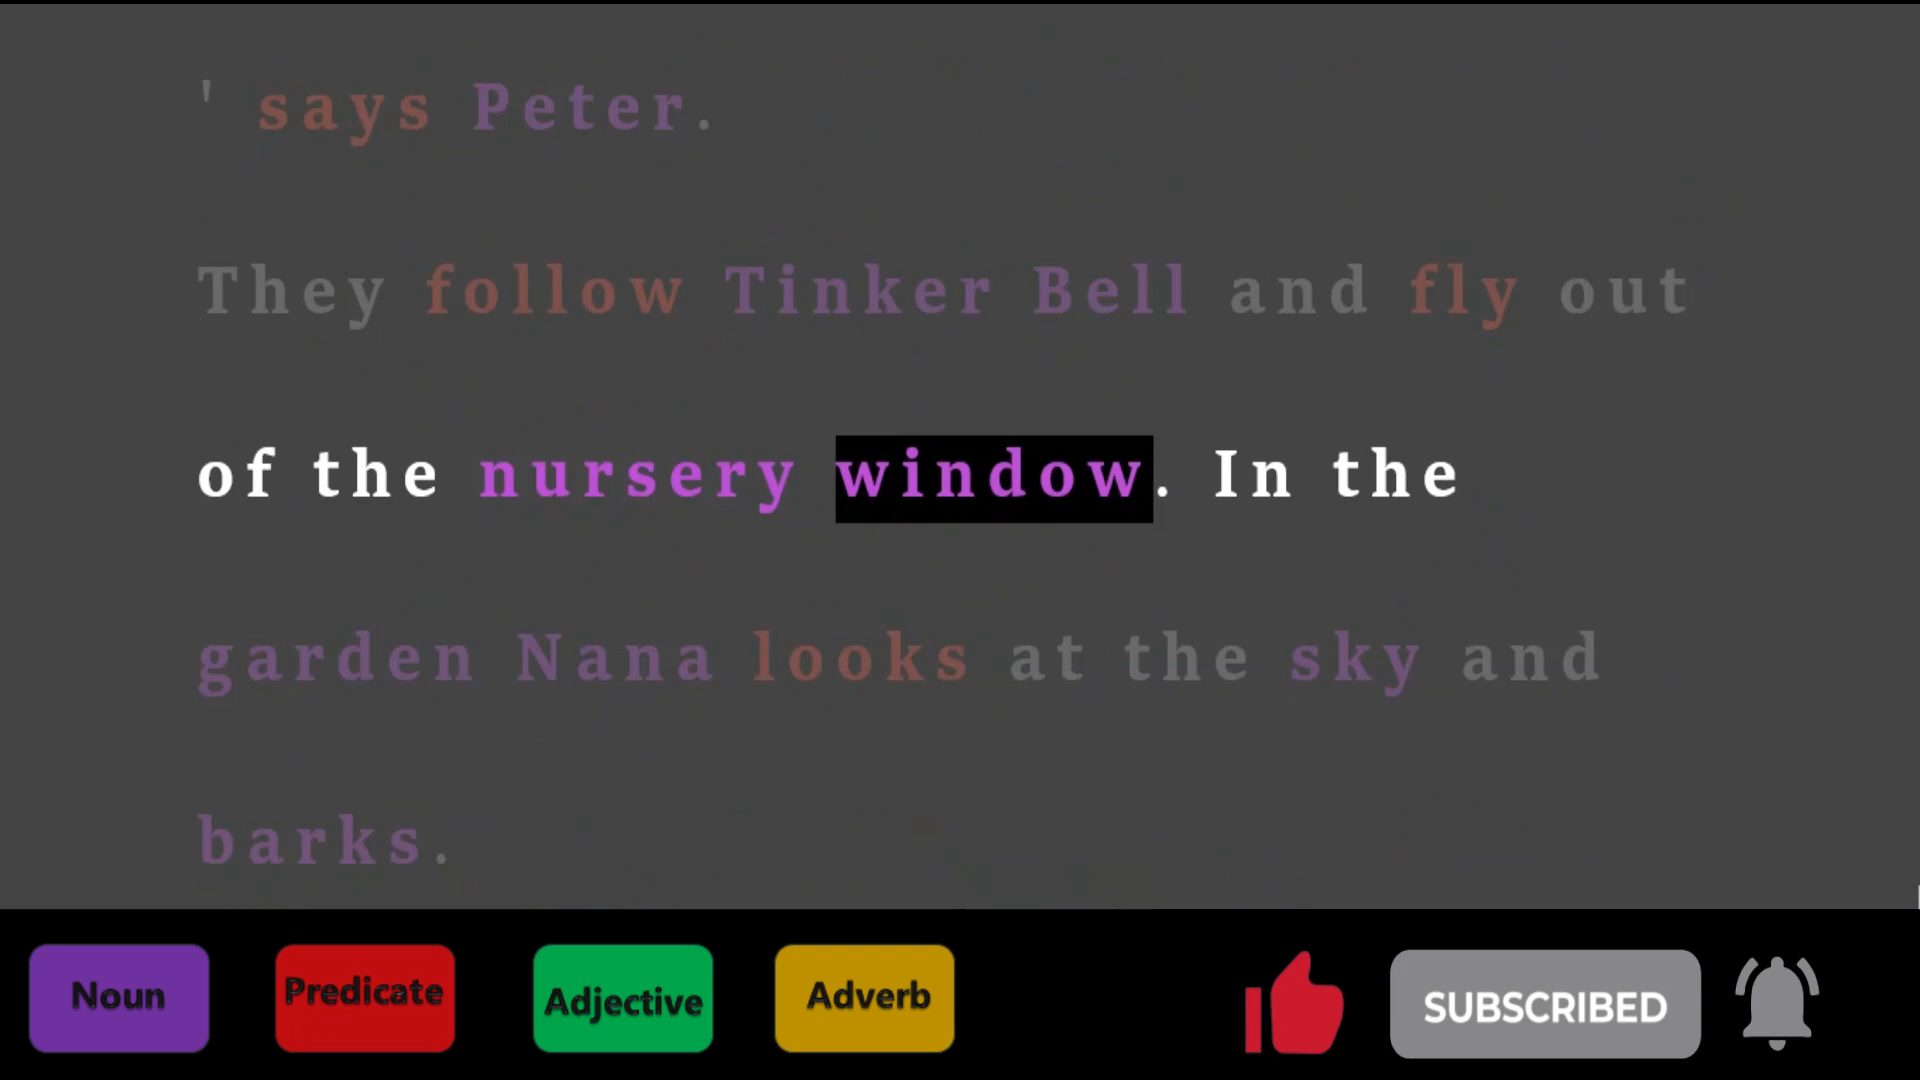 ' says Peter.
They follow Tinker Bell and fly out
of the nursery window. In the
garden Nana looks at the sky and
barks.
Noun Predicate Adjective Adverb SUBSCRIBED